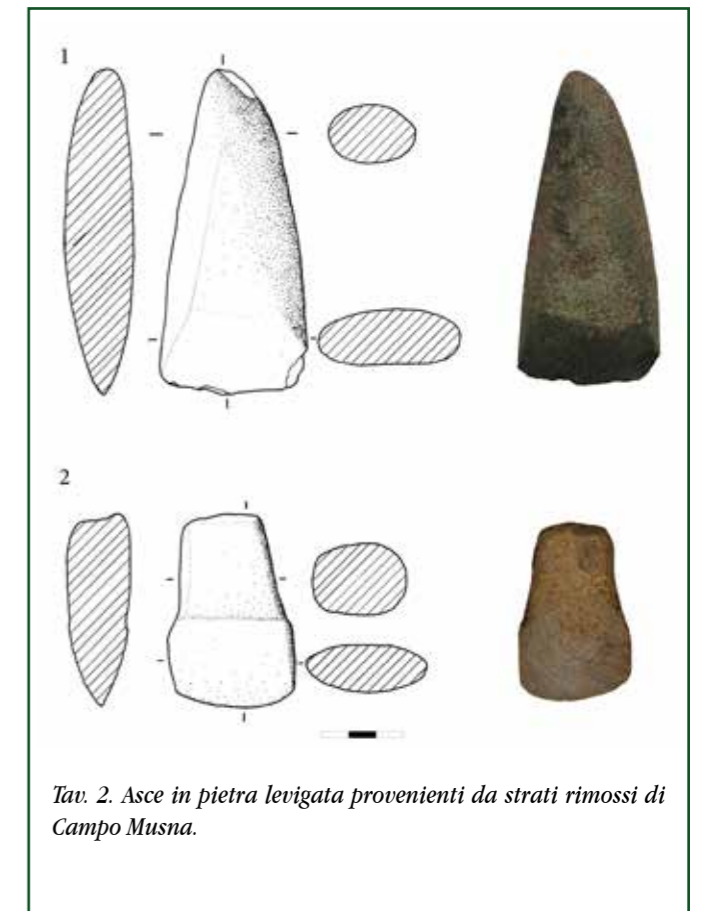 1
2
Tav. 2. Asce in pietra levigata provenienti da strati rimossi di
Campo Musna.